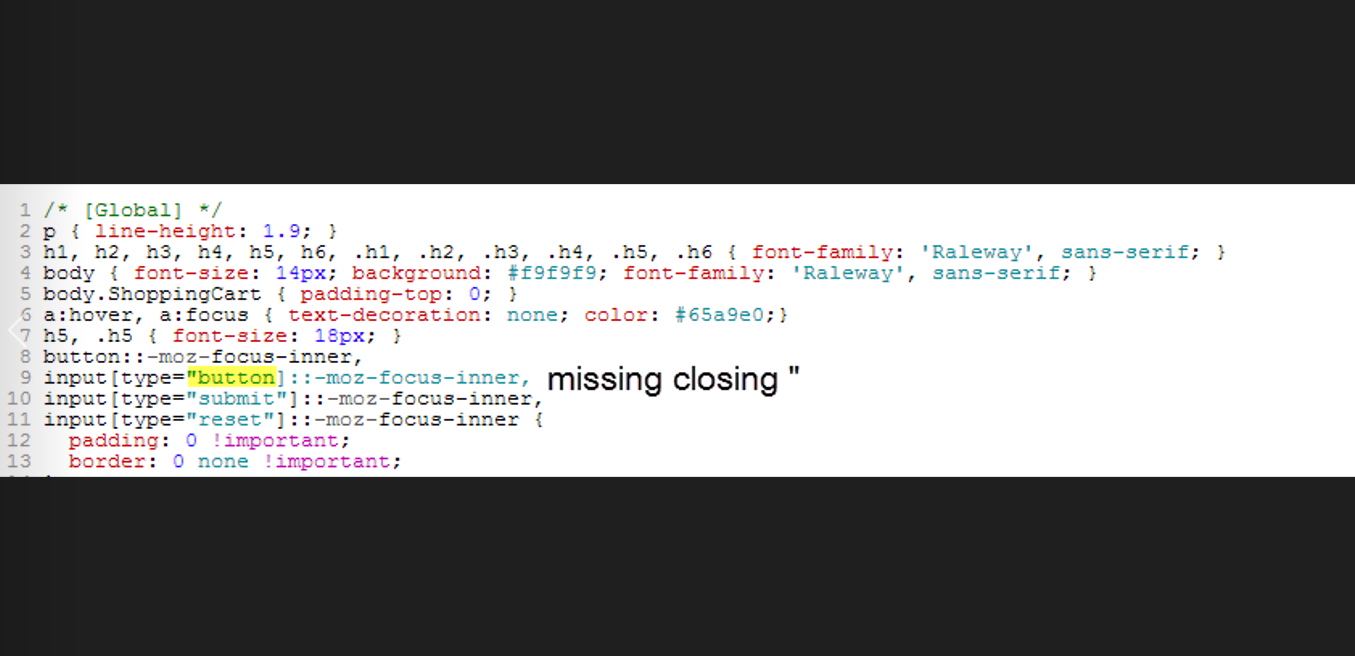 1 /* [Global] */
2 p { line-height: 1.9; }
3 h1, h2, h3, h4, h5, h6, .h1, .h2, .h3, .h4, .h5, .h6 { font-family: 'Raleway', sans-serif; }
4 body { font-size: 14px; background: #f9f9f9; font-family: 'Raleway', sans-serif; }
5 body.ShoppingCart { padding-top: 0; }
6 a:hover, a:focus { text-decoration: none; color: #65a9e0;}
7 h5, .h5 { font-size: 18px; }
8 button::-moz-focus-inner,
9 input[type="button]::-moz-focus-inner, missing closing "
10 input[type="submit"]::-moz-focus-inner,
11 input[type="reset"]::-moz-focus-inner {
12   padding: 0 !important;
13   border: 0 none !important;